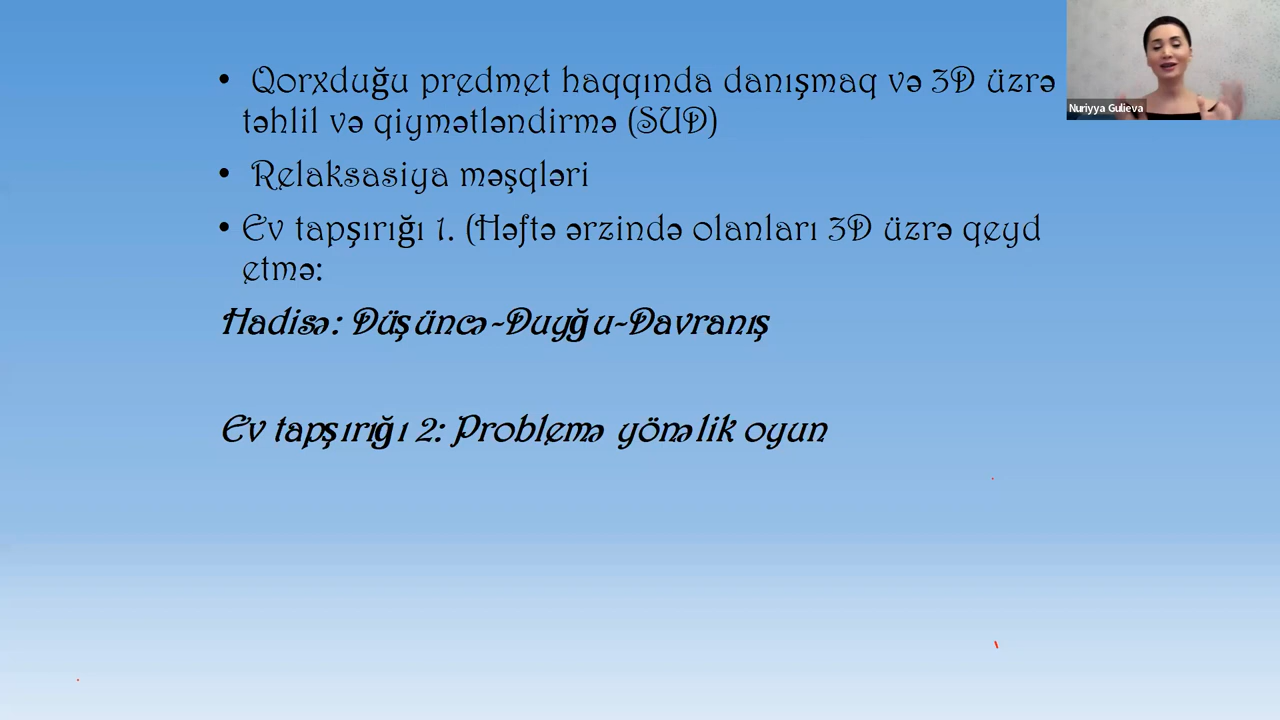 • Qorxduğu predmet haqqında danışmaq və 3D üzrə
təhlil və qiymətləndirmə (SUD)
• Relaksasiya məşqləri
• Ev tapşırığı 1. (Həftə ərzində olanları 3D üzrə qeyd
etmə:
Hadisə: Düşüncə-Duyğu-Davranış
Ev tapşırığı 2: Problemə yönəlik oyun
Nuriyya Gulieva